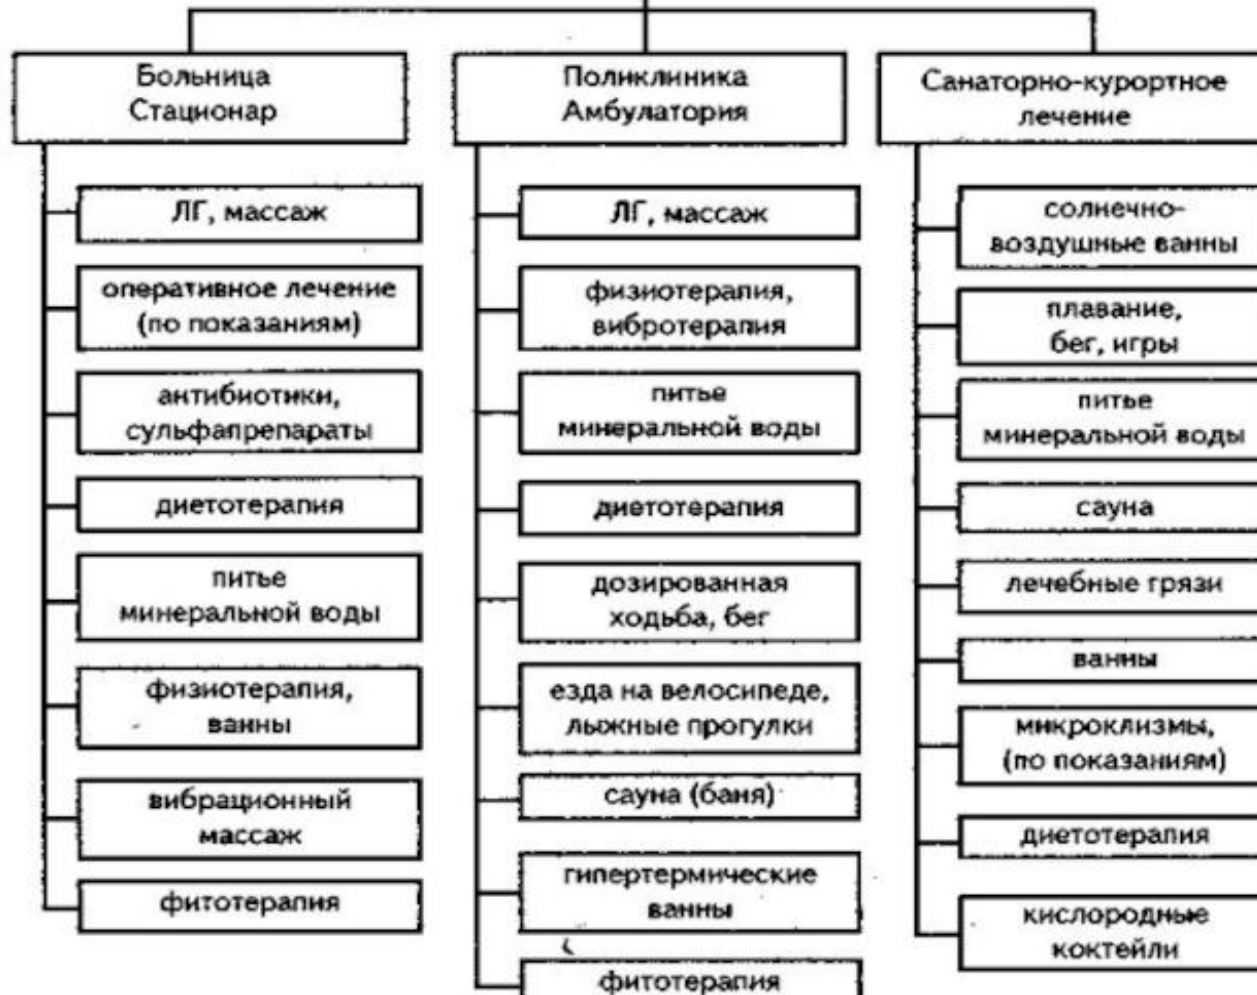 Больница
Стационар
ЛГ, массаж
оперативное лечение
(по показаниям)
антибиотики,
сульфапрепараты
диетотерапия
питье
минеральной воды
физиотерапия,
ванны
вибрационный
массаж
фитотерапия
Поликлиника
Амбулатория
ЛГ, массаж
физиотерапия,
вибротерапия
питье
минеральной воды
диетотерапия
дозированная
ходьба, бег
езда на велосипеде,
лыжные прогулки
сауна (баня)
гипертермические
ванны
фитотерапия
Санаторно-курортное
лечение
солнечно-
воздушные ванны
плавание,
бег, игры
питье
минеральной воды
сауна
лечебные грязи
ванны
микроклизмы,
(по показаниям)
диетотерапия
кислородные
коктейли